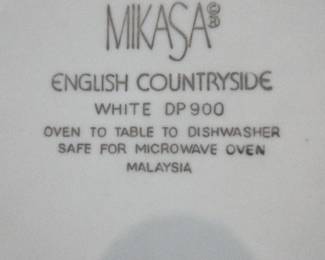 MIKASA©®
ENGLISH COUNTRYSIDE
WHITE DP900
OVEN TO TABLE TO DISHWASHER
SAFE FOR MICROWAVE OVEN
MALAYSIA